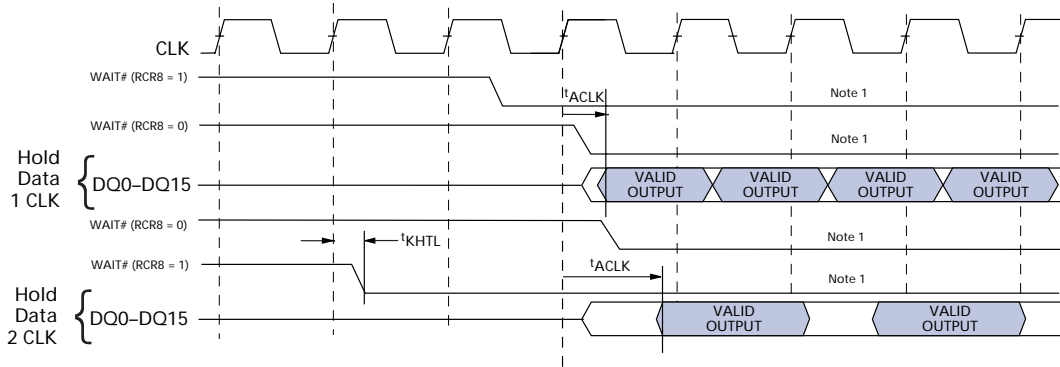 CLK
WAIT# (RCR8 = 1)
tACLK
Note 1
WAIT# (RCR8 = 0)
Note 1
Hold
Data
1 CLK
DQ0–DQ15
VALID
OUTPUT
VALID
OUTPUT
VALID
OUTPUT
VALID
OUTPUT
WAIT# (RCR8 = 0)
Note 1
tKHTL
WAIT# (RCR8 = 1)
tACLK
Note 1
Hold
Data
2 CLK
DQ0–DQ15
VALID
OUTPUT
VALID
OUTPUT